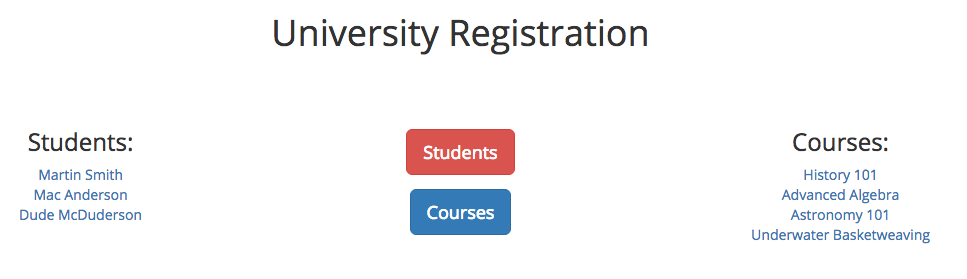 University Registration
Students:
Martin Smith
Mac Anderson
Dude McDuderson
Students
Courses
Courses:
History 101
Advanced Algebra
Astronomy 101
Underwater Basketweaving